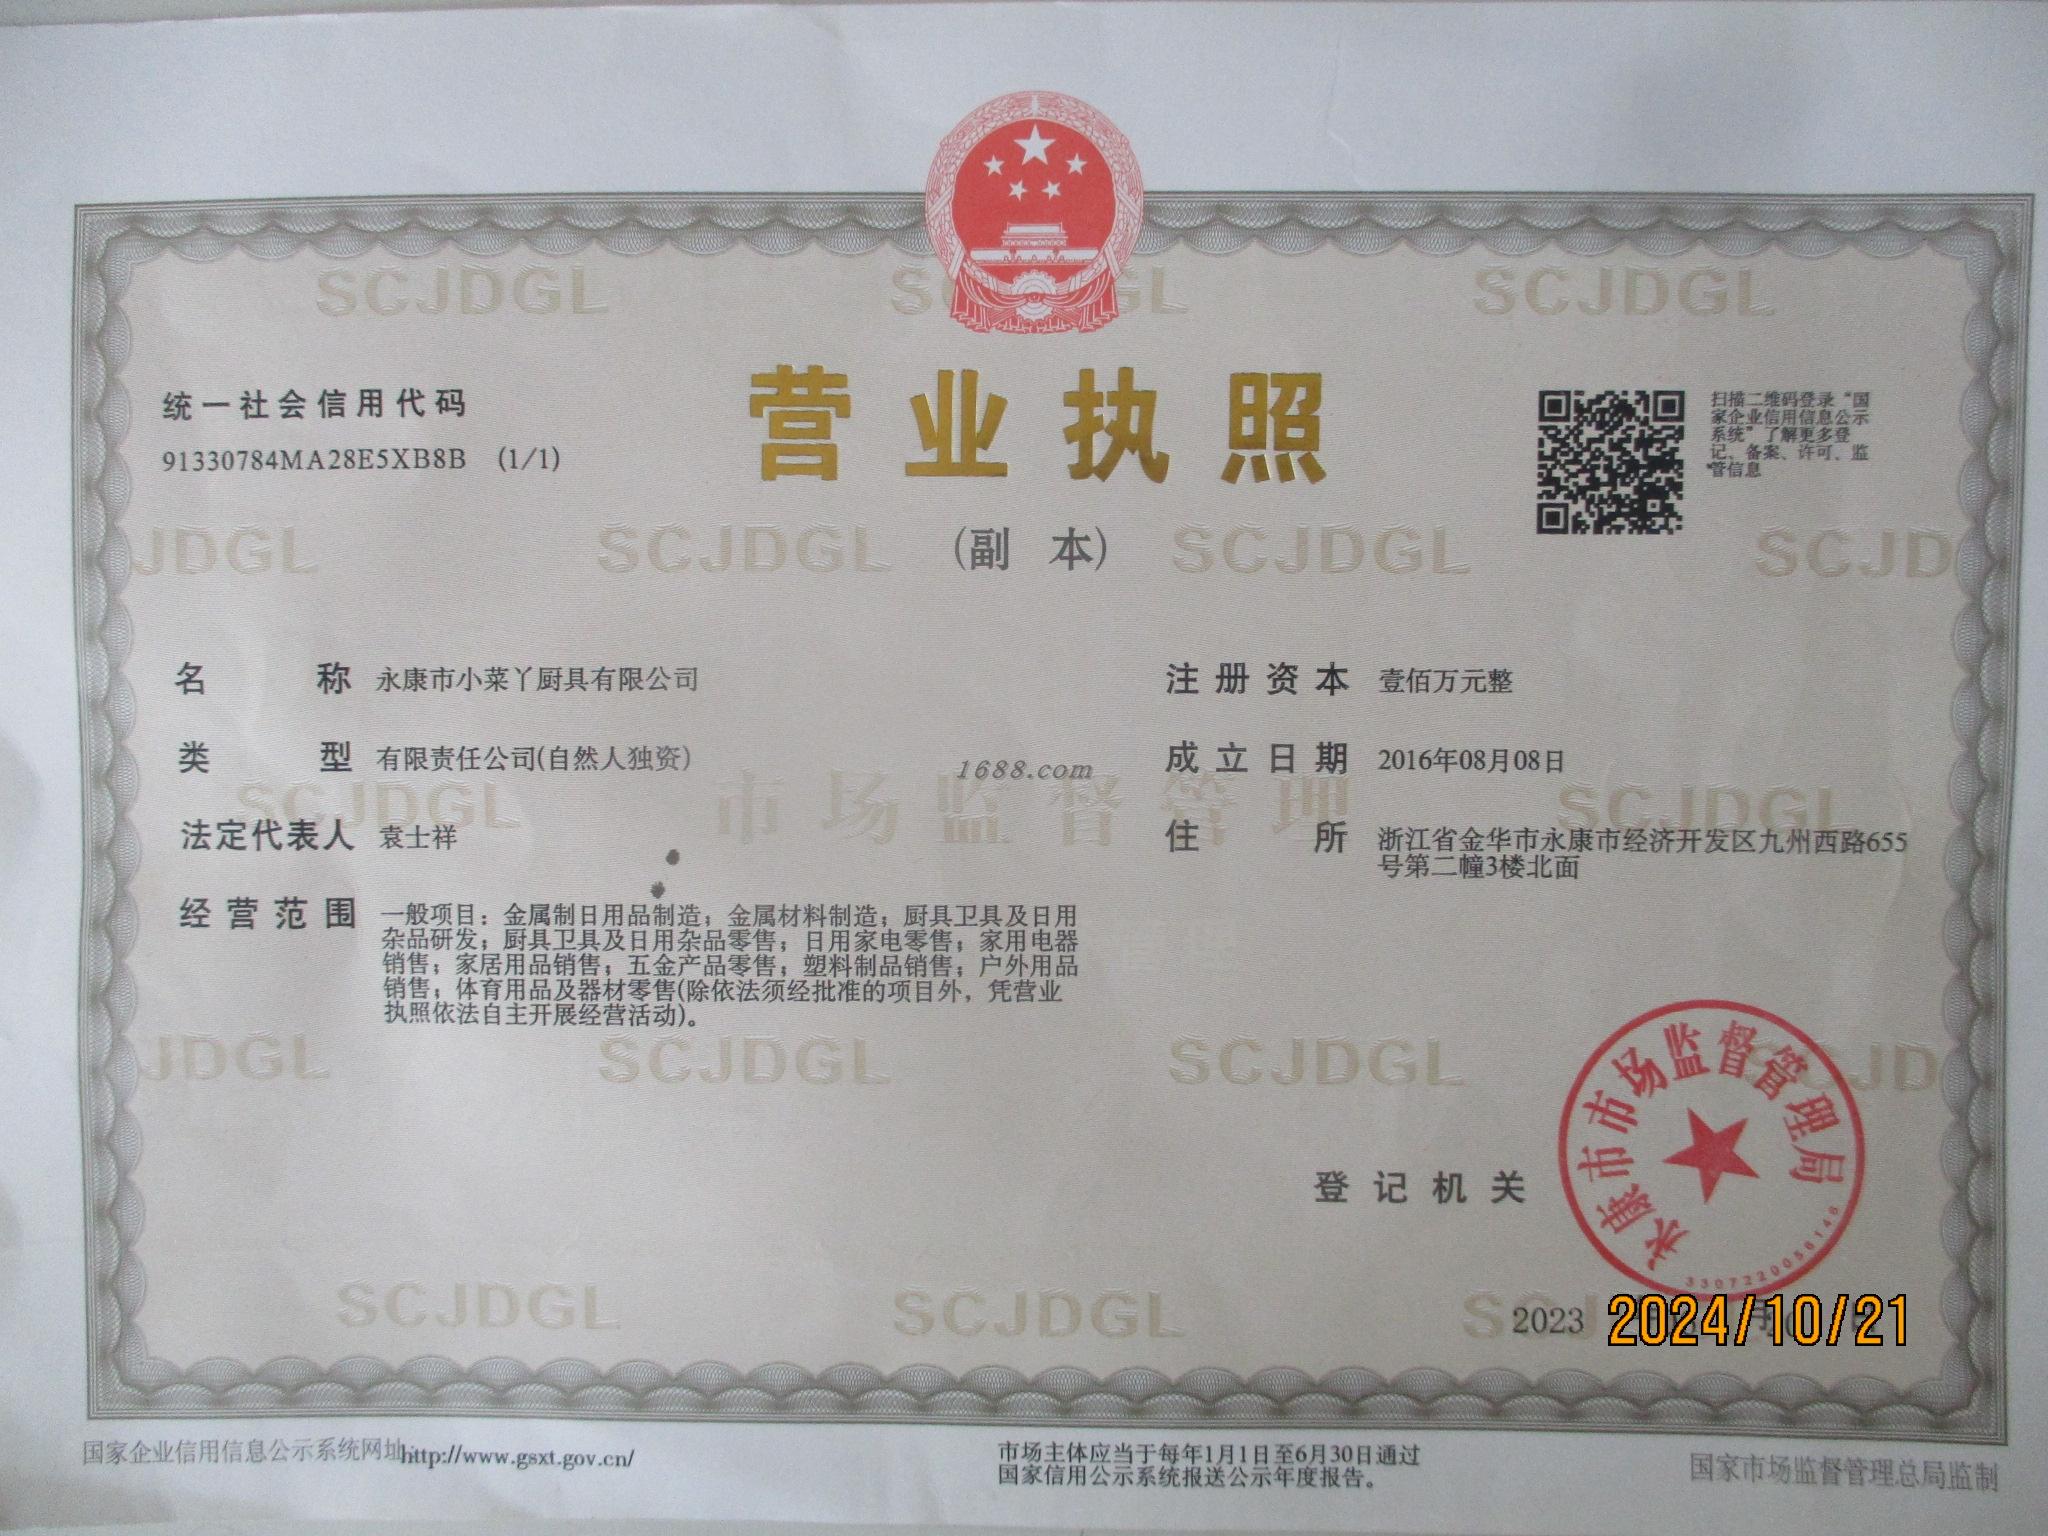 SCJDGL SCJDGL SCJDGL
营业执照
统一社会信用代码
91330784MA28E5XB8B (1/1)
扫描二维码登录“国
家企业信用信息公示
系统”了解更多登
记、备案、许可、监
管信息
(副 本)
JDGL SCJDGL SCJDGL SCJD
名 称 永康市小菜丫厨具有限公司
注册资本 壹佰万元整
类 型 有限责任公司(自然人独资)
成立日期 2016年08月08日
1688.com
SCJDGL 市场监督管理 SCJDGL
法定代表人 袁士祥
住 所 浙江省金华市永康市经济开发区九州西路655
号第二幢3楼北面
经营范围 一般项目：金属制日用品制造；金属材料制造；厨具卫具及日用
杂品研发；厨具卫具及日用杂品零售；日用家电零售；家用电器
销售；家居用品销售；五金产品零售；塑料制品销售；户外用品
销售；体育用品及器材零售(除依法须经批准的项目外，凭营业
执照依法自主开展经营活动)。
JDGL SCJDGL SCJDGL SCJD
登记机关
永康市市场监督管理局
3307220056146
SCJDGL SCJDGL
2023 月
2024/10/21
国家企业信用信息公示系统网址:http://www.gsxt.gov.cn/
市场主体应当于每年1月1日至6月30日通过
国家信用公示系统报送公示年度报告。
国家市场监督管理总局监制